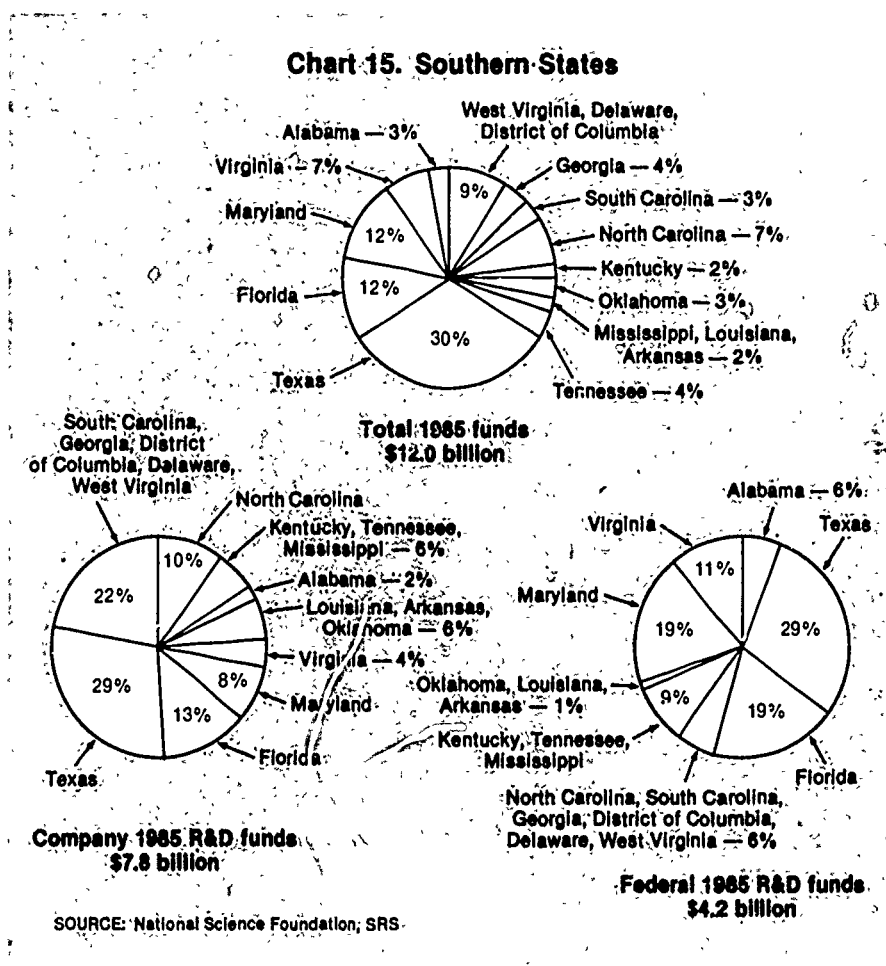 Chart 15. Southern States
West Virginia, Delaware,
District of Columbia
Alabama — 3%
Virginia — 7%
9%
Georgia — 4%
South Carolina — 3%
Maryland
12%
North Carolina — 7%
Kentucky — 2%
Florida
12%
Oklahoma — 3%
30%
Mississippi, Louisiana,
Arkansas — 2%
Texas
Tennessee — 4%
Total 1985 funds
$12.0 billion
South Carolina,
Georgia, District
of Columbia, Delaware,
West Virginia
North Carolina
10%
Kentucky, Tennessee,
Mississippi — 6%
22%
Alabama — 2%
Louisiana, Arkansas,
Oklahoma — 6%
Virginia — 4%
29%
8%
Maryland
13%
Florida
Texas
Company 1985 R&D funds
$7.8 billion
Alabama — 6%
Virginia
Texas
11%
Maryland
19%
29%
Oklahoma, Louisiana,
Arkansas — 1%
9%
19%
Kentucky, Tennessee,
Mississippi
Florida
North Carolina, South Carolina,
Georgia, District of Columbia,
Delaware, West Virginia — 6%
Federal 1985 R&D funds
$4.2 billion
SOURCE: National Science Foundation, SRS